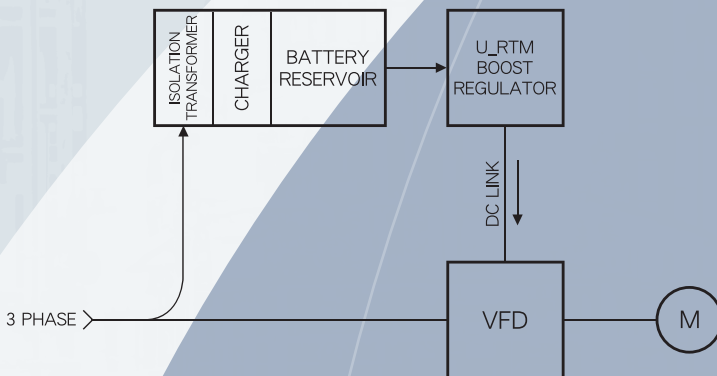 ISOLATION
TRANSFORMER
CHARGER
BATTERY
RESERVOIR
U_RTM
BOOST
REGULATOR
DC LINK
3 PHASE
VFD
M